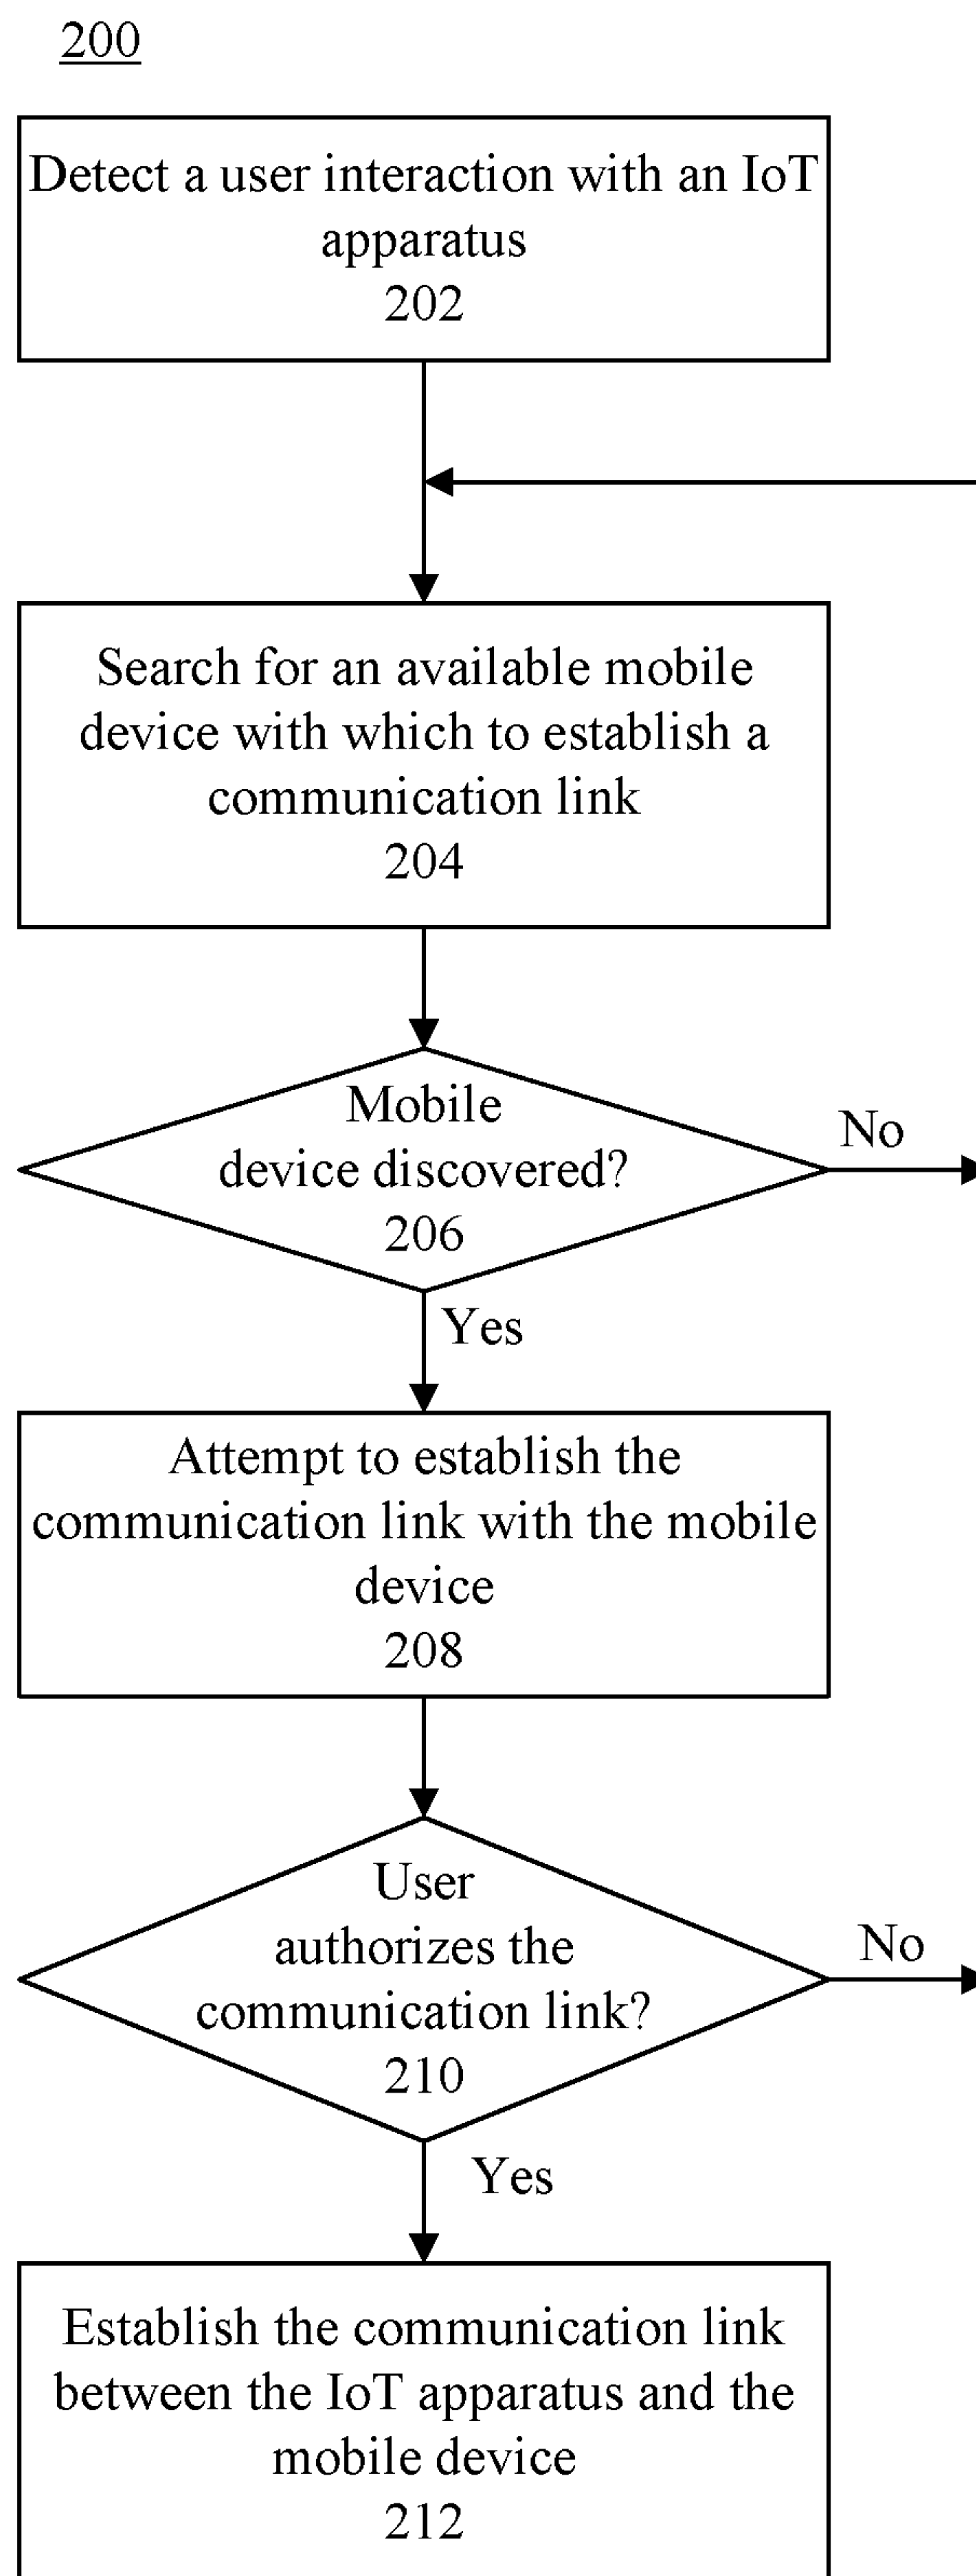 200
Detect a user interaction with an IoT
apparatus
202
Search for an available mobile
device with which to establish a
communication link
204
Mobile
device discovered?
206
No
Yes
Attempt to establish the
communication link with the mobile
device
208
User
authorizes the
communication link?
210
No
Yes
Establish the communication link
between the IoT apparatus and the
mobile device
212